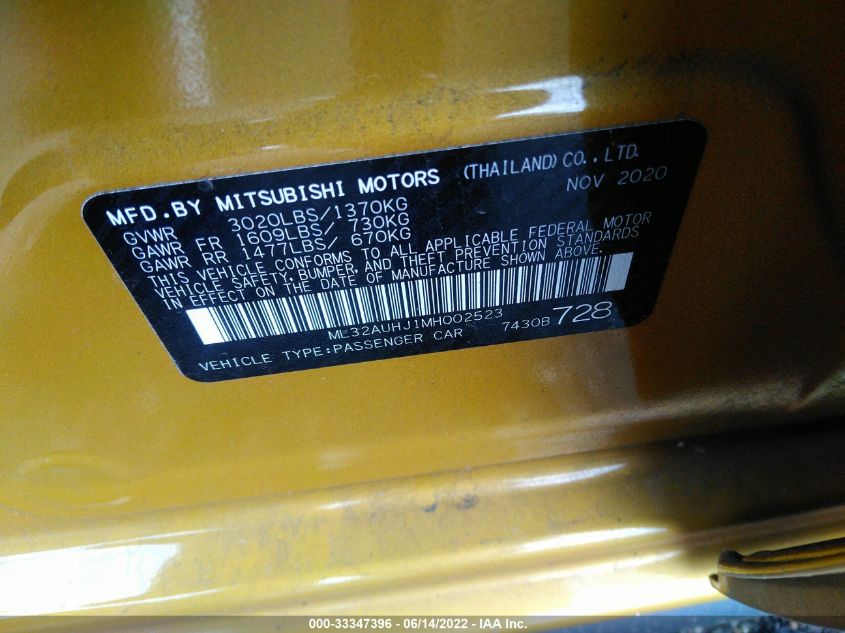 MFD.BY MITSUBISHI MOTORS (THAILAND) CO.,LTD.
NOV 2020
GVWR 3020LBS/1370KG
GAWR FR 1609LBS/ 730KG
GAWR RR 1477LBS/ 670KG
THIS VEHICLE CONFORMS TO ALL APPLICABLE FEDERAL MOTOR
VEHICLE SAFETY,BUMPER,AND THEFT PREVENTION STANDARDS
IN EFFECT ON THE DATE OF MANUFACTURE SHOWN ABOVE.
ML32AUHJ1MH002523
VEHICLE TYPE:PASSENGER CAR 7430B 728
000-33347396 - 06/14/2022 - IAA Inc.